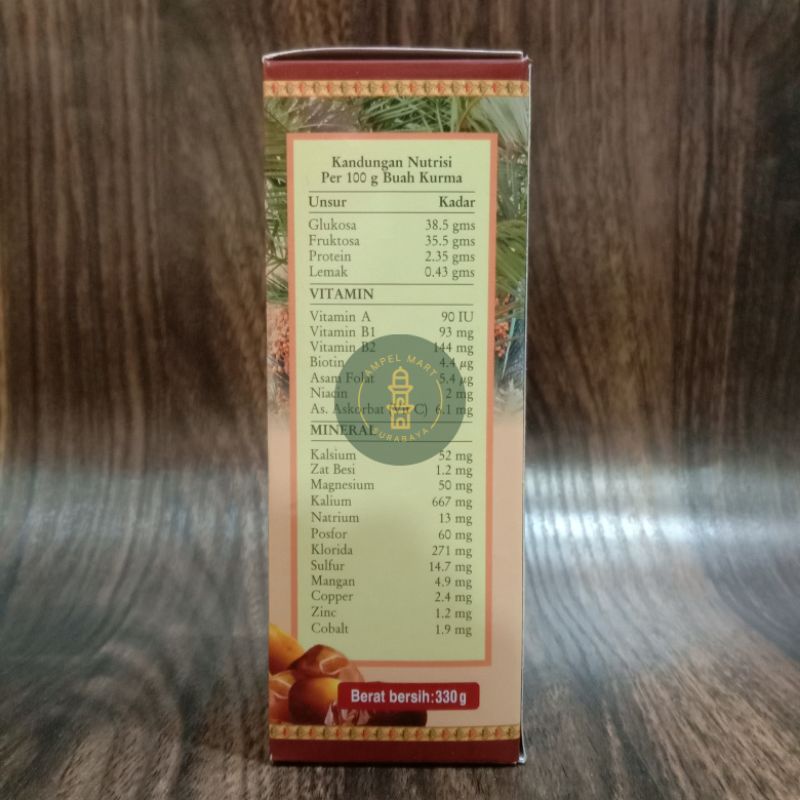 Kandungan Nutrisi
Per 100 g Buah Kurma
Unsur Kadar
Glukosa 38.5 gms
Fruktosa 35.5 gms
Protein 2.35 gms
Lemak 0.43 gms
VITAMIN
Vitamin A 90 IU
Vitamin B1 93 mg
Vitamin B2 144 mg
Biotin 4.4 µg
Asam Folat 5.4 µg
Niacin 2 mg
As. Askorbat (Vit C) 6.1 mg
AMPEL MART
SURABAYA
MINERAL
Kalsium 52 mg
Zat Besi 1.2 mg
Magnesium 50 mg
Kalium 667 mg
Natrium 13 mg
Posfor 60 mg
Klorida 271 mg
Sulfur 14.7 mg
Mangan 4.9 mg
Copper 2.4 mg
Zinc 1.2 mg
Cobalt 1.9 mg
Berat bersih:330g